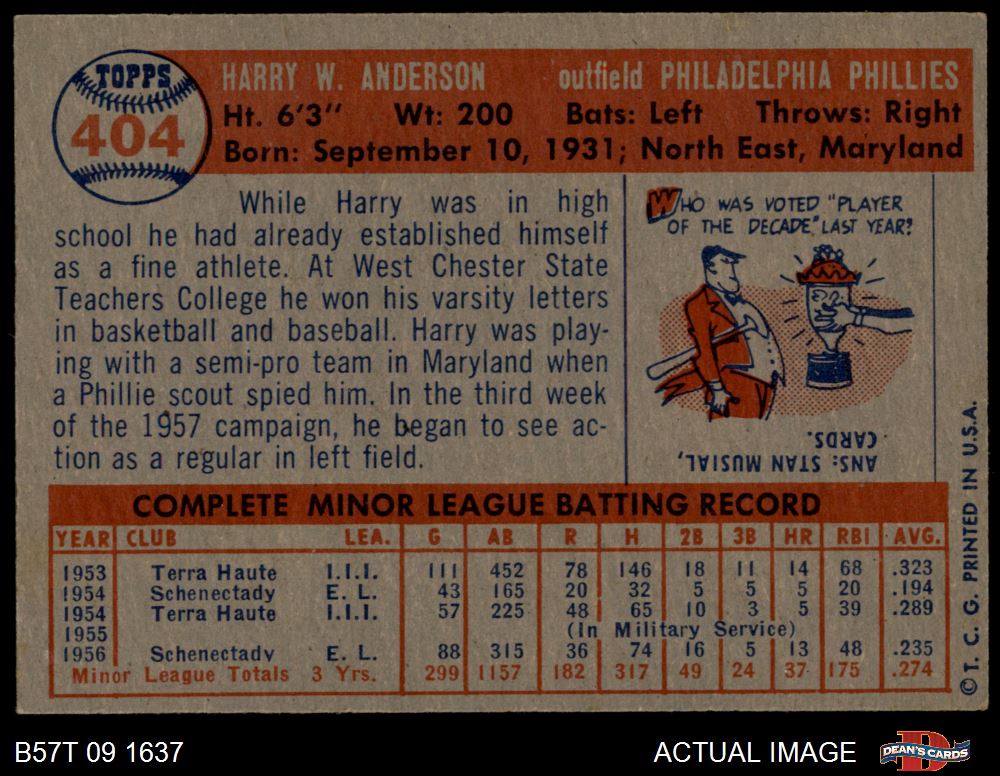 TOPPS
404
HARRY W. ANDERSON outfield PHILADELPHIA PHILLIES
Ht. 6'3" Wt: 200 Bats: Left Throws: Right
Born: September 10, 1931; North East, Maryland
While Harry was in high
school he had already established himself
as a fine athlete. At West Chester State
Teachers College he won his varsity letters
in basketball and baseball. Harry was play-
ing with a semi-pro team in Maryland when
a Phillie scout spied him. In the third week
of the 1957 campaign, he began to see ac-
tion as a regular in left field.
WHO WAS VOTED "PLAYER
OF THE DECADE" LAST YEAR?
ANS: STAN MUSIAL,
CARDS.
COMPLETE MINOR LEAGUE BATTING RECORD
YEAR CLUB LEA. G AB R H 2B 3B HR RBI AVG.
1953 Terra Haute I.I.I. 111 452 78 146 18 11 14 68 .323
1954 Schenectady E. L. 43 165 20 32 5 5 5 20 .194
1954 Terra Haute I.I.I. 57 225 48 65 10 3 5 39 .289
1955 (In Military Service)
1956 Schenectady E. L. 88 315 36 74 16 5 13 48 .235
Minor League Totals 3 Yrs. 299 1157 182 317 49 24 37 175 .274
© T. C. G. PRINTED IN U.S.A.
B57T 09 1637 ACTUAL IMAGE D DEAN'S CARDS